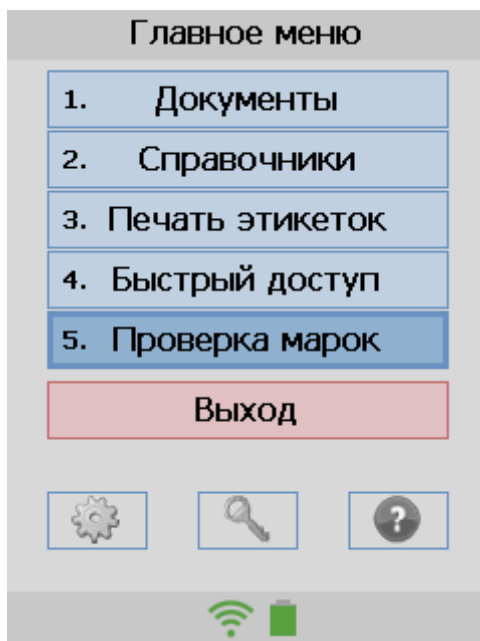 Главное меню
1. Документы
2. Справочники
3. Печать этикеток
4. Быстрый доступ
5. Проверка марок
Выход
?